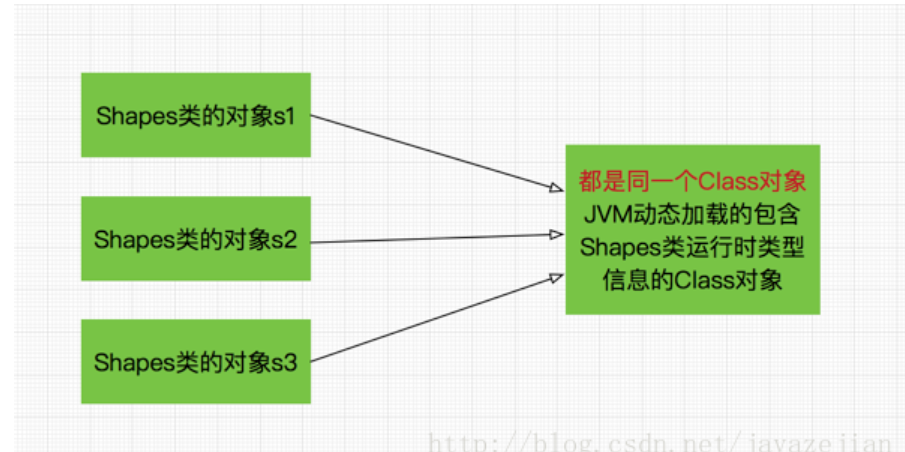 Shapes类的对象s1
Shapes类的对象s2
Shapes类的对象s3
都是同一个Class对象
JVM动态加载的包含
Shapes类运行时类型
信息的Class对象
http://blog.csdn.net/javazejian